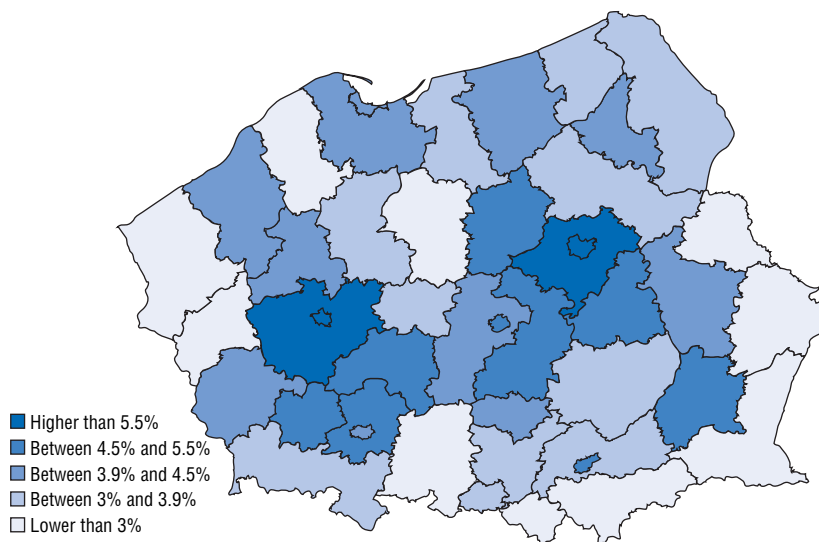 Higher than 5.5%
Between 4.5% and 5.5%
Between 3.9% and 4.5%
Between 3% and 3.9%
Lower than 3%